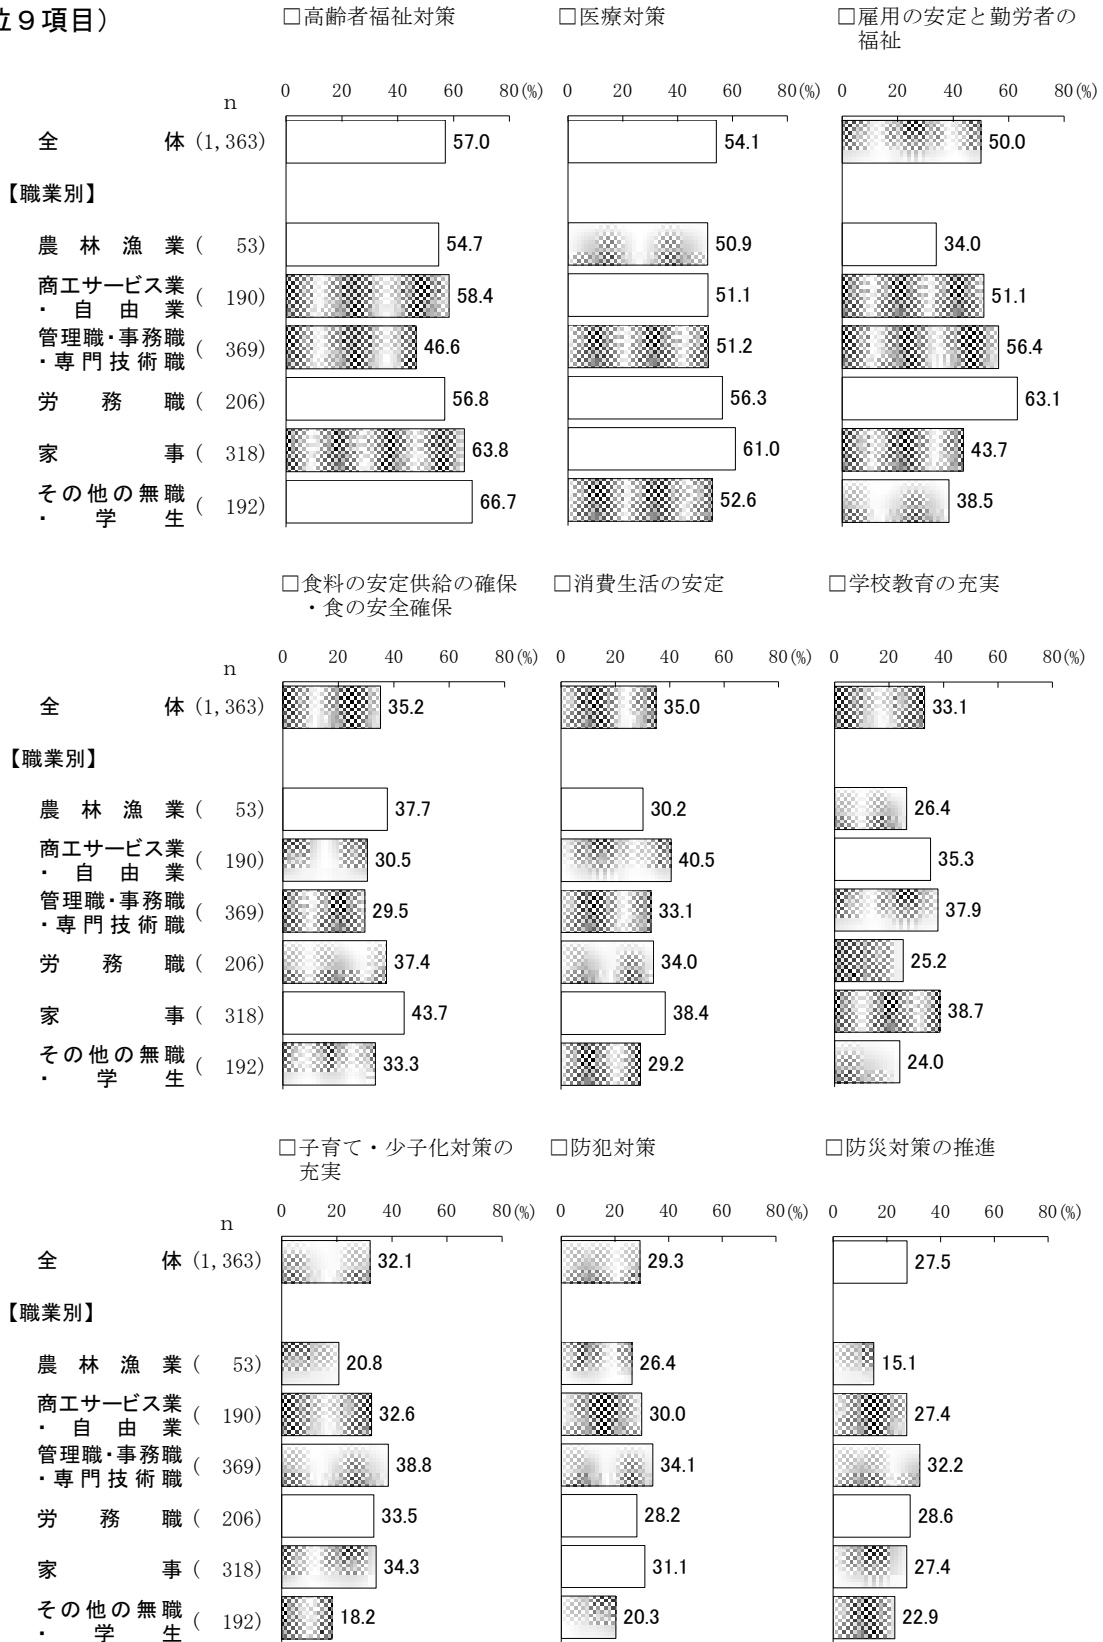 位９項目）
□高齢者福祉対策 □医療対策 □雇用の安定と勤労者の
福祉
n 0 20 40 60 80(%) 0 20 40 60 80(%) 0 20 40 60 80(%)
全体 (1,363) 57.0 54.1 50.0
【職業別】
農林漁業 ( 53) 54.7 50.9 34.0
商工サービス業
・自由業 ( 190) 58.4 51.1 51.1
管理職・事務職
・専門技術職 ( 369) 46.6 51.2 56.4
労務職 ( 206) 56.8 56.3 63.1
家事 ( 318) 63.8 61.0 43.7
その他の無職
・学生 ( 192) 66.7 52.6 38.5
□食料の安定供給の確保 □消費生活の安定 □学校教育の充実
・食の安全確保
n 0 20 40 60 80(%) 0 20 40 60 80(%) 0 20 40 60 80(%)
全体 (1,363) 35.2 35.0 33.1
【職業別】
農林漁業 ( 53) 37.7 30.2 26.4
商工サービス業
・自由業 ( 190) 30.5 40.5 35.3
管理職・事務職
・専門技術職 ( 369) 29.5 33.1 37.9
労務職 ( 206) 37.4 34.0 25.2
家事 ( 318) 43.7 38.4 38.7
その他の無職
・学生 ( 192) 33.3 29.2 24.0
□子育て・少子化対策の □防犯対策 □防災対策の推進
充実
n 0 20 40 60 80(%) 0 20 40 60 80(%) 0 20 40 60 80(%)
全体 (1,363) 32.1 29.3 27.5
【職業別】
農林漁業 ( 53) 20.8 26.4 15.1
商工サービス業
・自由業 ( 190) 32.6 30.0 27.4
管理職・事務職
・専門技術職 ( 369) 38.8 34.1 32.2
労務職 ( 206) 33.5 28.2 28.6
家事 ( 318) 34.3 31.1 27.4
その他の無職
・学生 ( 192) 18.2 20.3 22.9